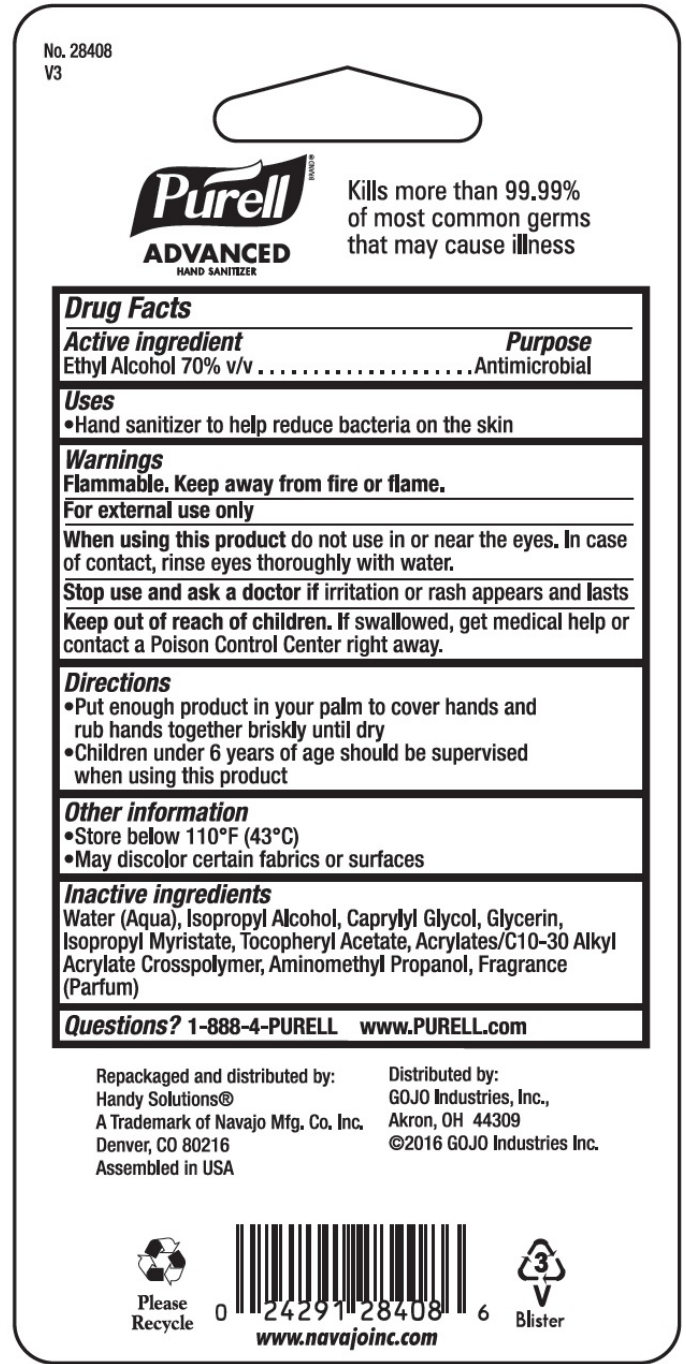 No. 28408
V3
Purell
BRAND®
ADVANCED
HAND SANITIZER
Kills more than 99.99%
of most common germs
that may cause illness
Drug Facts
Active ingredient Purpose
Ethyl Alcohol 70% v/v . . . . . . . . . . . . . . . . . . . . . . . Antimicrobial
Uses
•Hand sanitizer to help reduce bacteria on the skin
Warnings
Flammable. Keep away from fire or flame.
For external use only
When using this product do not use in or near the eyes. In case
of contact, rinse eyes thoroughly with water.
Stop use and ask a doctor if irritation or rash appears and lasts
Keep out of reach of children. If swallowed, get medical help or
contact a Poison Control Center right away.
Directions
•Put enough product in your palm to cover hands and
rub hands together briskly until dry
•Children under 6 years of age should be supervised
when using this product
Other information
•Store below 110°F (43°C)
•May discolor certain fabrics or surfaces
Inactive ingredients
Water (Aqua), Isopropyl Alcohol, Caprylyl Glycol, Glycerin,
Isopropyl Myristate, Tocopheryl Acetate, Acrylates/C10-30 Alkyl
Acrylate Crosspolymer, Aminomethyl Propanol, Fragrance
(Parfum)
Questions? 1-888-4-PURELL www.PURELL.com
Repackaged and distributed by:
Handy Solutions®
A Trademark of Navajo Mfg. Co. Inc.
Denver, CO 80216
Assembled in USA
Distributed by:
GOJO Industries, Inc.,
Akron, OH 44309
©2016 GOJO Industries Inc.
Please
Recycle
0 24291 28408 6
www.navajoinc.com
3
V
Blister